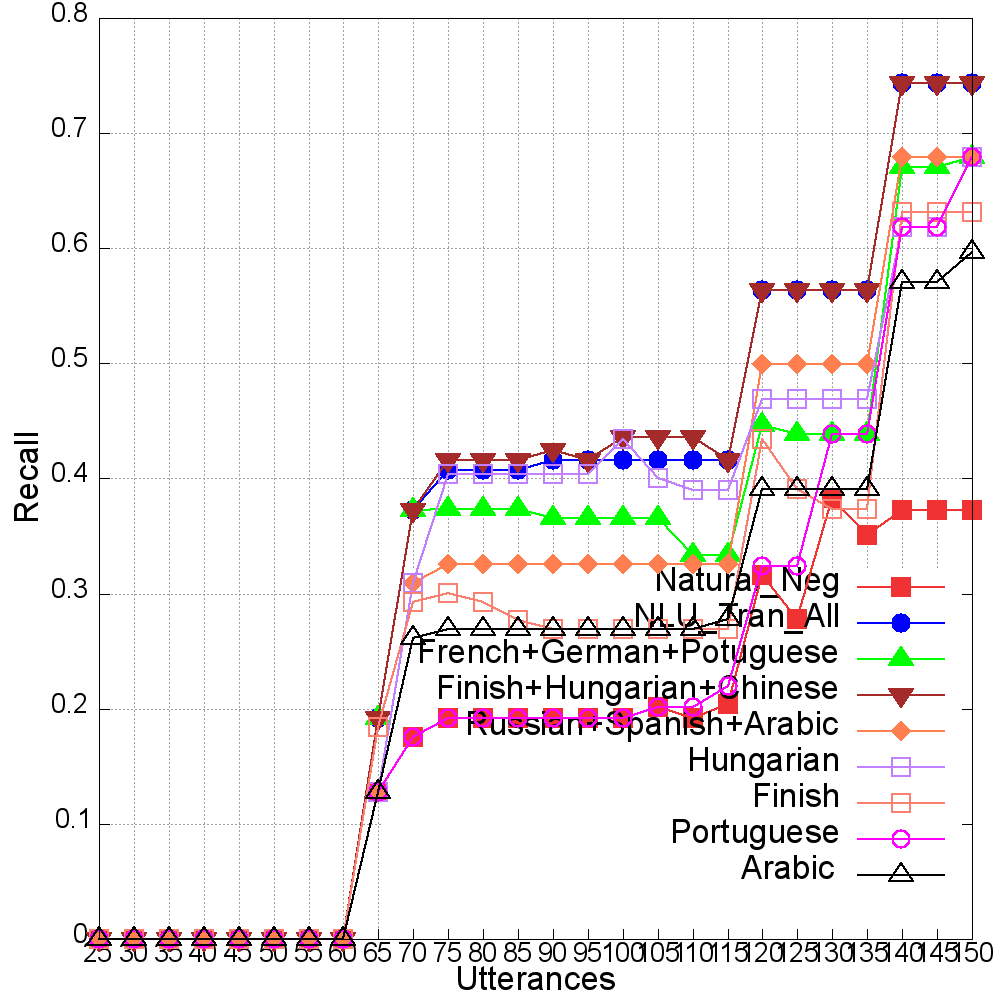 0.8
0.7
0.6
0.5
0.4
0.3
0.2
0.1
0
Recall
Natural_Neg
NLU_Tran_All
French+German+Potuguese
Finish+Hungarian+Chinese
Russian+Spanish+Arabic
Hungarian
Finish
Portuguese
Arabic
25 30 35 40 45 50 55 60 65 70 75 80 85 90 95 100 105 110 115 120 125 130 135 140 145 150
Utterances